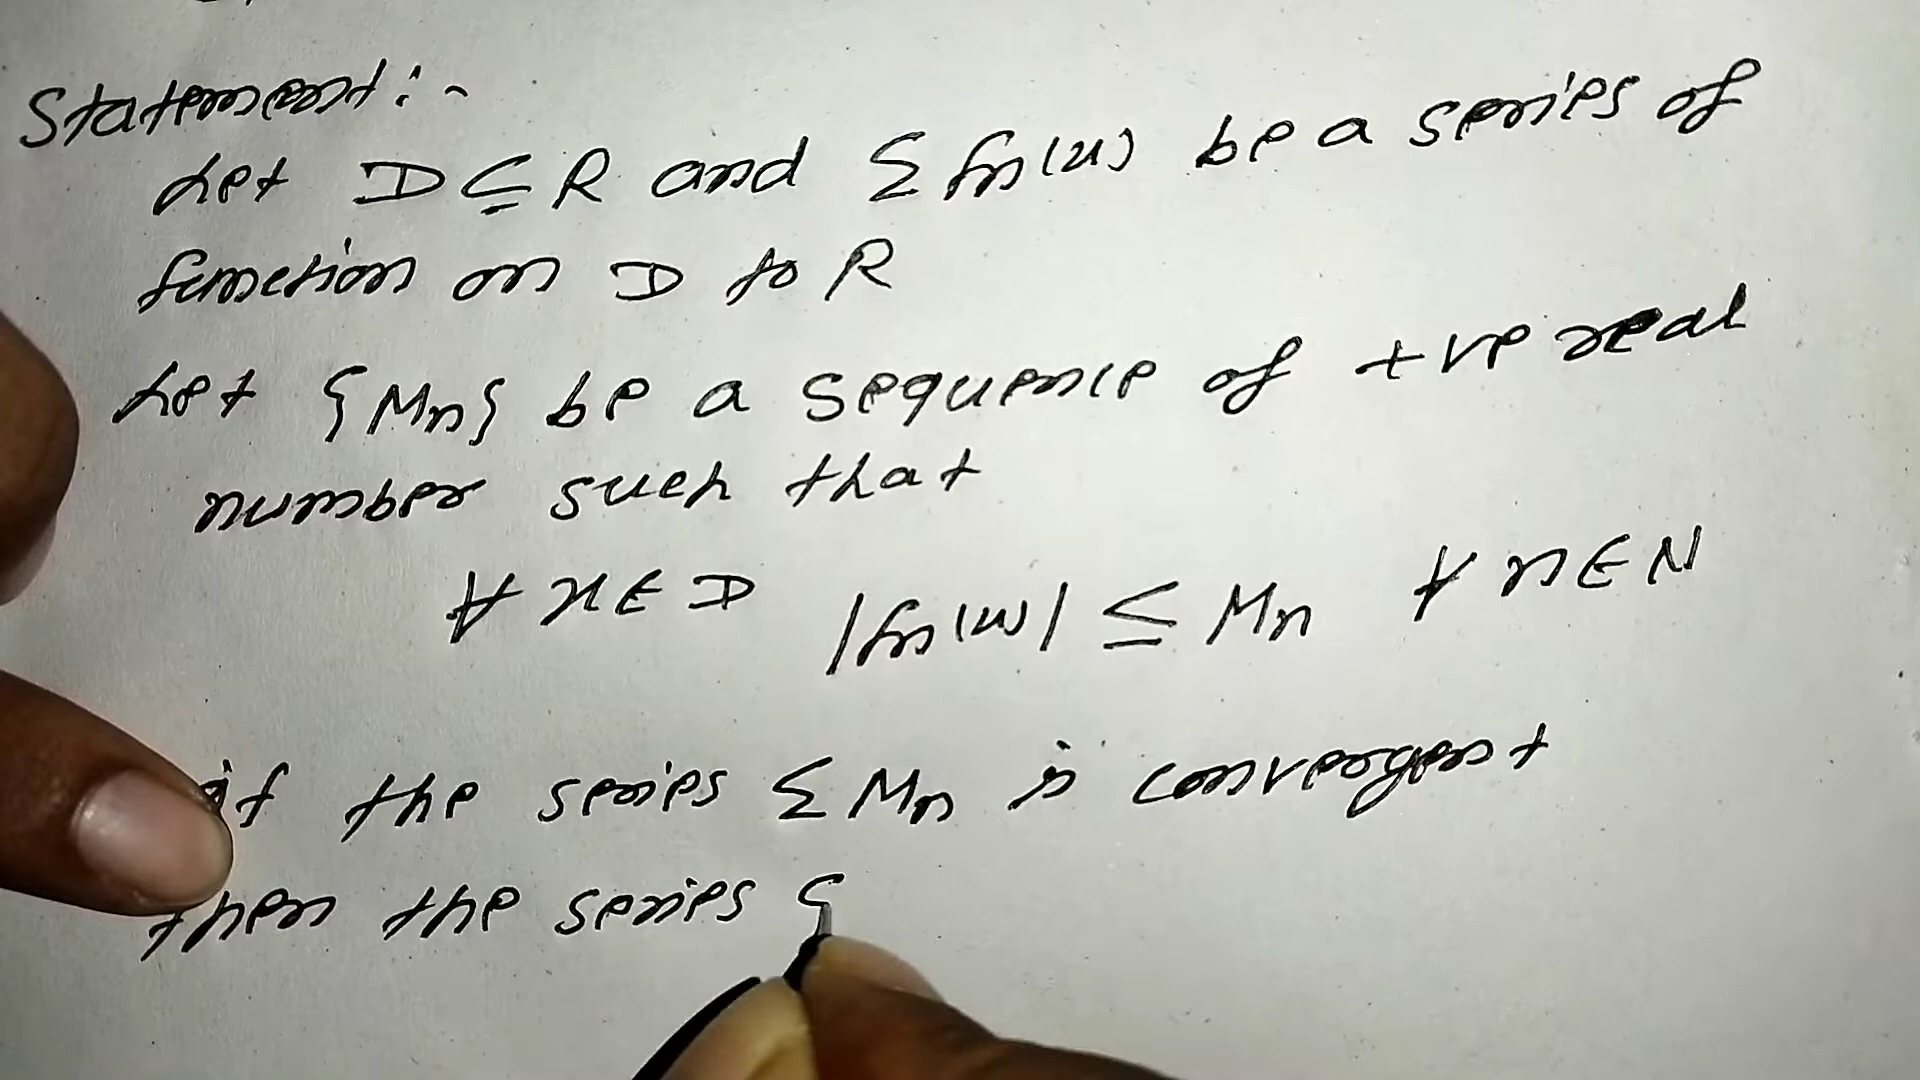 Statement :-
Let D ⊆ R and Σ fn(x) be a series of
function on D to R
Let {Mn} be a sequence of +ve real
number such that
∀ x ∈ D |fn(x)| ≤ Mn ∀ n ∈ N
if the series Σ Mn is convergent
then the series